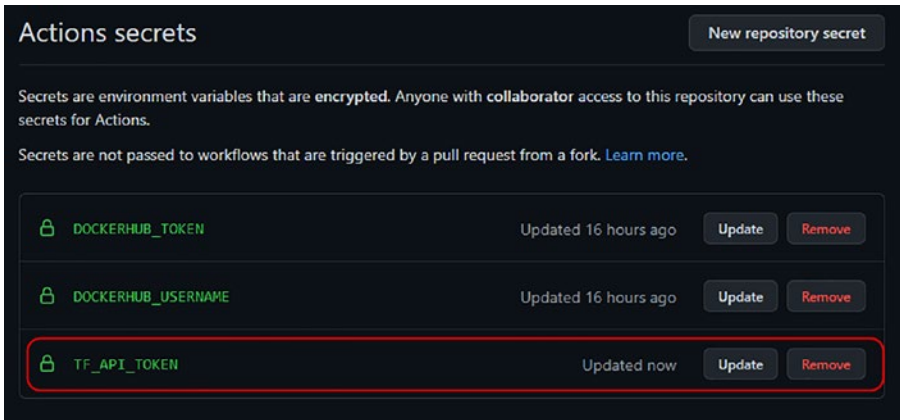 Actions secrets
New repository secret
Secrets are environment variables that are encrypted. Anyone with collaborator access to this repository can use these
secrets for Actions.
Secrets are not passed to workflows that are triggered by a pull request from a fork. Learn more.
DOCKERHUB_TOKEN Updated 16 hours ago Update Remove
DOCKERHUB_USERNAME Updated 16 hours ago Update Remove
TF_API_TOKEN Updated now Update Remove